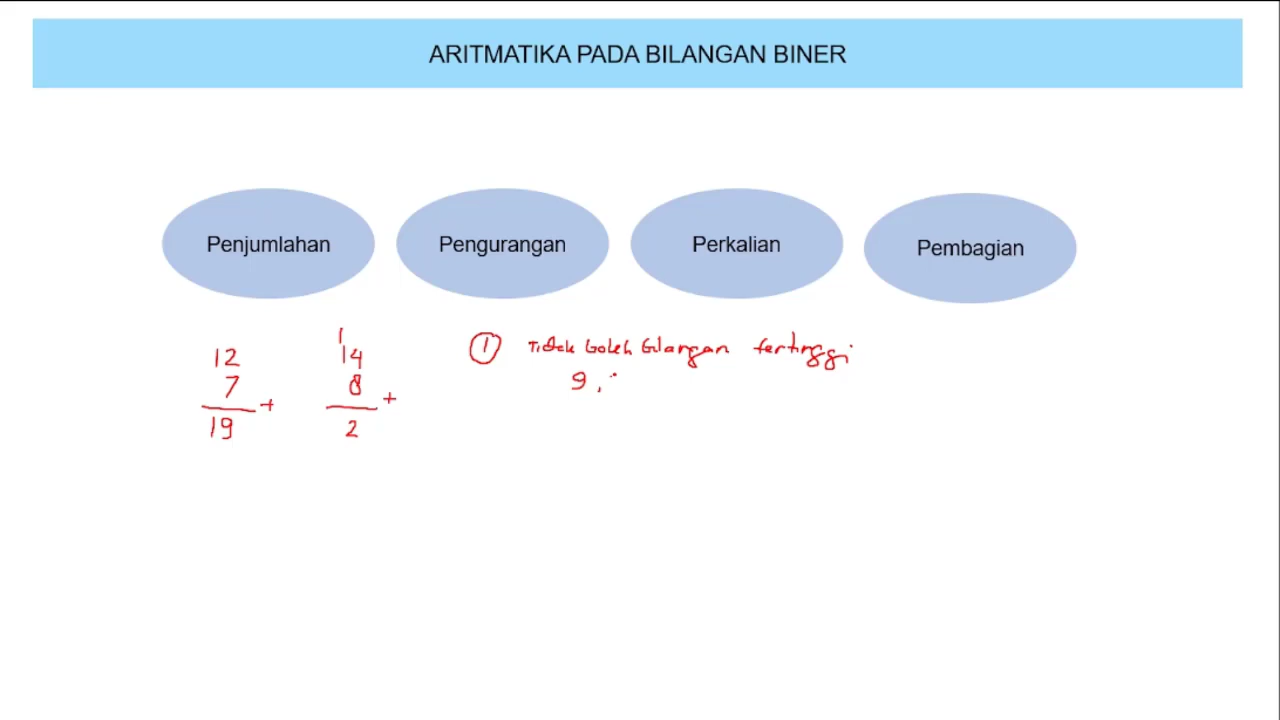 ARITMATIKA PADA BILANGAN BINER
Penjumlahan
Pengurangan
Perkalian
Pembagian
12
7
+
19
1
14
8
+
2
1 Tidak boleh bilangan tertinggi
9,